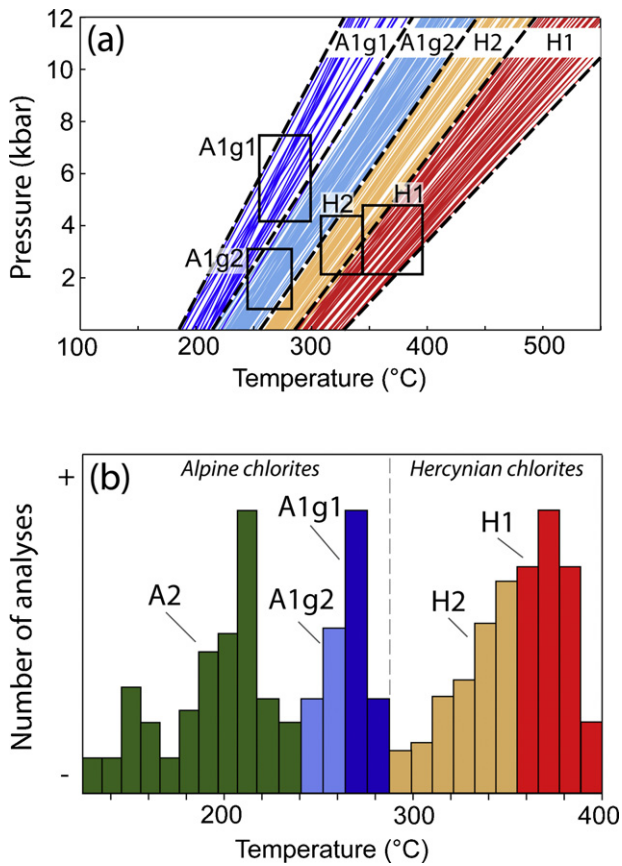 (a)
12
10
8
6
4
2
Pressure (kbar)
A1g1 A1g2 H2 H1
A1g1
H2 H1
A1g2
100 200 300 400 500
Temperature (°C)
(b)
Alpine chlorites Hercynian chlorites
+
-
Number of analyses
A1g1
H1
A2 A1g2 H2
200 300 400
Temperature (°C)